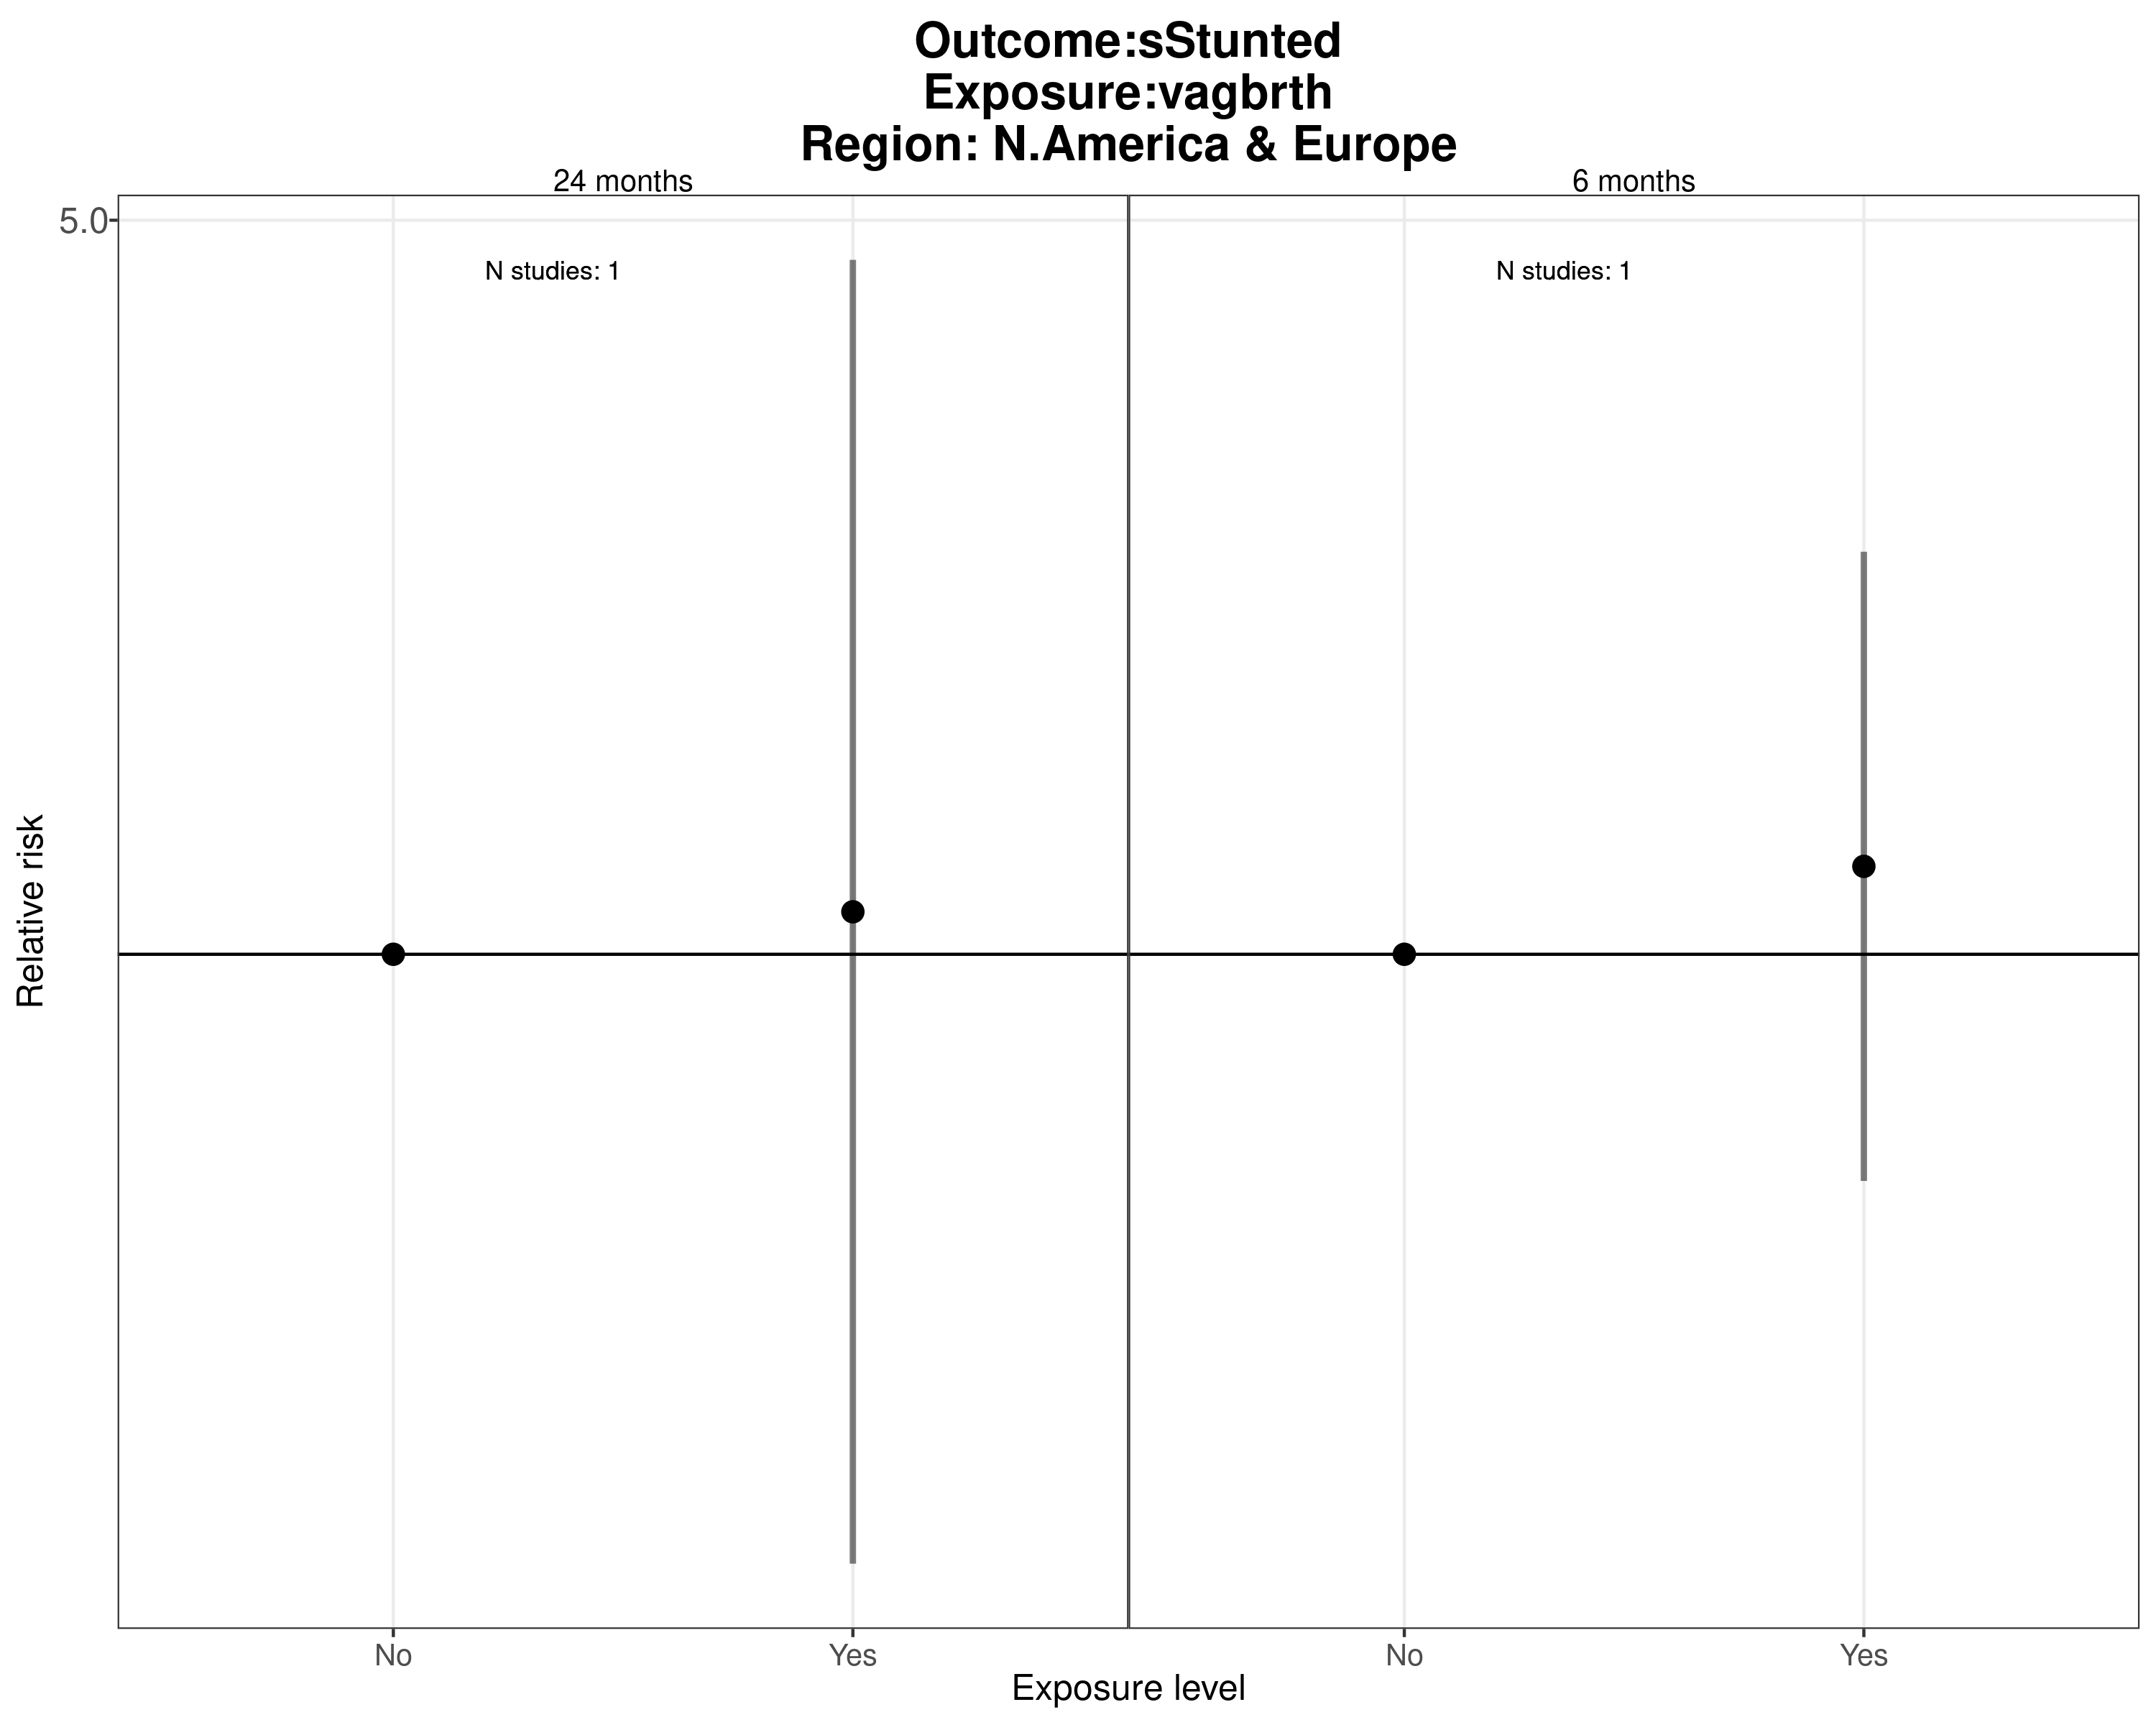 Outcome:sStunted
Exposure:vagbrth
Region: N.America & Europe
24 months
6 months
5.0
N studies: 1
N studies: 1
Relative risk
No
Yes
No
Yes
Exposure level